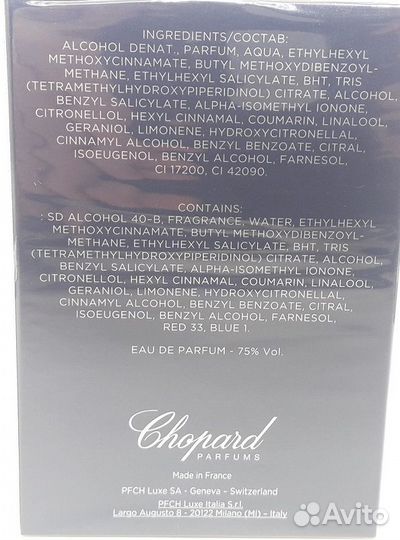 INGREDIENTS/СОСТАВ:
ALCOHOL DENAT., PARFUM, AQUA, ETHYLHEXYL
METHOXYCINNAMATE, BUTYL METHOXYDIBENZOYL-
METHANE, ETHYLHEXYL SALICYLATE, BHT, TRIS
(TETRAMETHYLHYDROXYPIPERIDINOL) CITRATE, ALCOHOL,
BENZYL SALICYLATE, ALPHA-ISOMETHYL IONONE,
CITRONELLOL, HEXYL CINNAMAL, COUMARIN, LINALOOL,
GERANIOL, LIMONENE, HYDROXYCITRONELLAL,
CINNAMYL ALCOHOL, BENZYL BENZOATE, CITRAL,
ISOEUGENOL, BENZYL ALCOHOL, FARNESOL,
CI 17200, CI 42090.
CONTAINS:
: SD ALCOHOL 40-B, FRAGRANCE, WATER, ETHYLHEXYL
METHOXYCINNAMATE, BUTYL METHOXYDIBENZOYL-
METHANE, ETHYLHEXYL SALICYLATE, BHT, TRIS
(TETRAMETHYLHYDROXYPIPERIDINOL) CITRATE, ALCOHOL,
BENZYL SALICYLATE, ALPHA-ISOMETHYL IONONE,
CITRONELLOL, HEXYL CINNAMAL, COUMARIN, LINALOOL,
GERANIOL, LIMONENE, HYDROXYCITRONELLAL,
CINNAMYL ALCOHOL, BENZYL BENZOATE, CITRAL,
ISOEUGENOL, BENZYL ALCOHOL, FARNESOL,
RED 33, BLUE 1.
EAU DE PARFUM - 75% Vol.
Chopard
PARFUMS
Made in France
PFCH Luxe SA - Geneva – Switzerland
PFCH Luxe Italia S.r.l.
Largo Augusto 8 - 20122 Milano (MI) – Italy
Avito